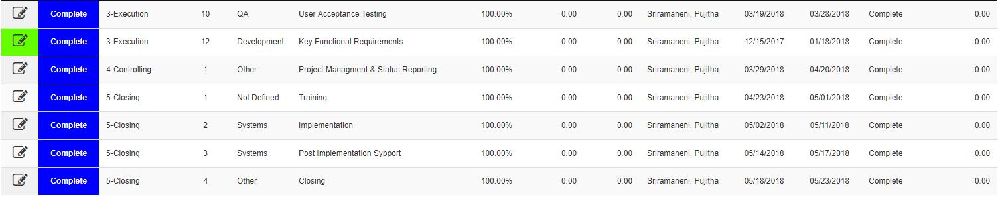 Complete 3-Execution 10 QA User Acceptance Testing 100.00% 0.00 0.00 Sriramaneni, Pujitha 03/19/2018 03/28/2018 Complete 0.00
Complete 3-Execution 12 Development Key Functional Requirements 100.00% 0.00 0.00 Sriramaneni, Pujitha 12/15/2017 01/18/2018 Complete 0.00
Complete 4-Controlling 1 Other Project Managment & Status Reporting 100.00% 0.00 0.00 Sriramaneni, Pujitha 03/29/2018 04/20/2018 Complete 0.00
Complete 5-Closing 1 Not Defined Training 100.00% 0.00 0.00 Sriramaneni, Pujitha 04/23/2018 05/01/2018 Complete 0.00
Complete 5-Closing 2 Systems Implementation 100.00% 0.00 0.00 Sriramaneni, Pujitha 05/02/2018 05/11/2018 Complete 0.00
Complete 5-Closing 3 Systems Post Implementation Sypport 100.00% 0.00 0.00 Sriramaneni, Pujitha 05/14/2018 05/17/2018 Complete 0.00
Complete 5-Closing 4 Other Closing 100.00% 0.00 0.00 Sriramaneni, Pujitha 05/18/2018 05/23/2018 Complete 0.00